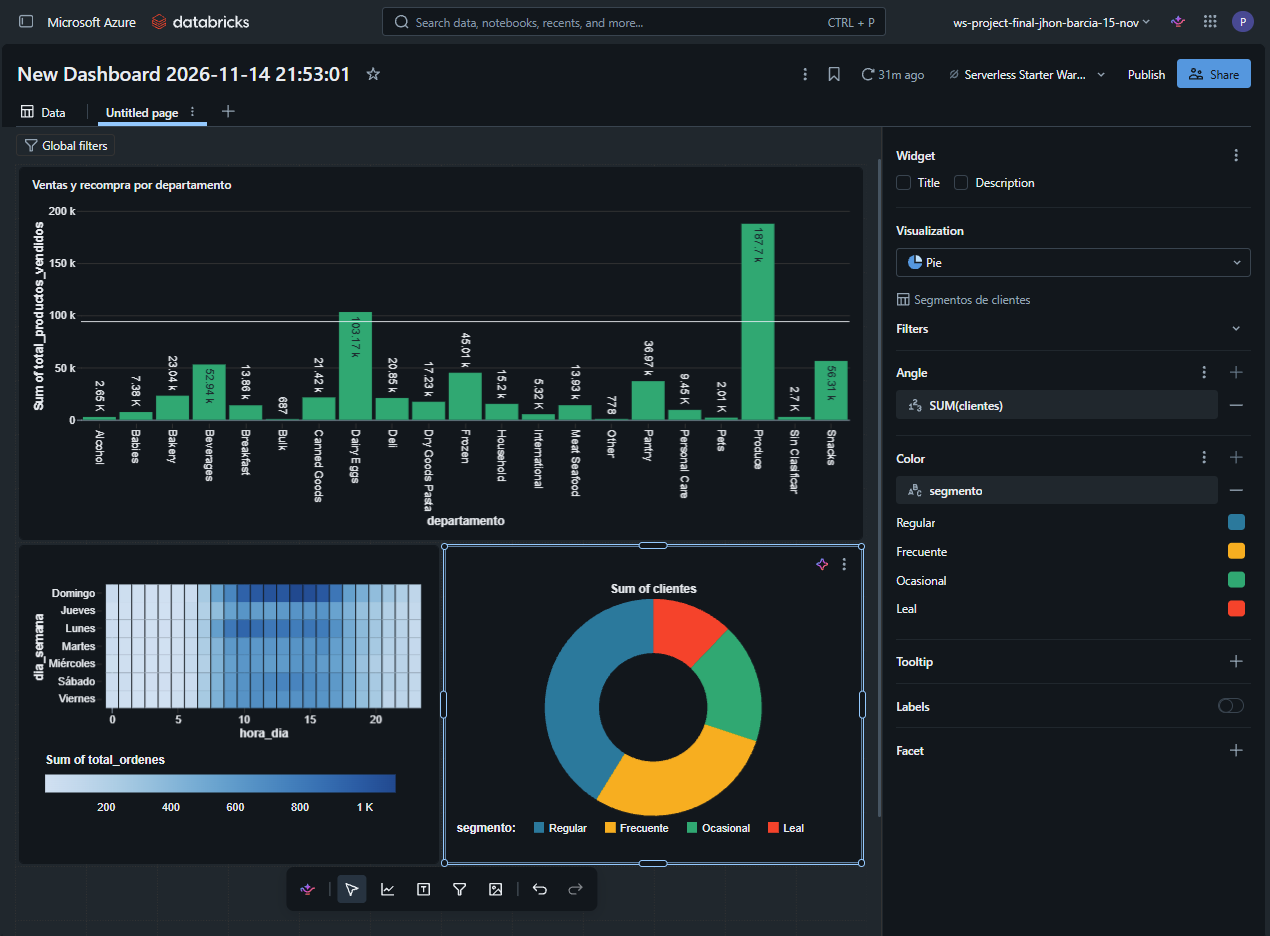 Microsoft Azure databricks Search data, notebooks, recents, and more... CTRL + P ws-project-final-jhon-barcia-15-nov P
New Dashboard 2026-11-14 21:53:01 31m ago Serverless Starter War... Publish Share
Data Untitled page
Global filters
Ventas y recompra por departamento
Sum of total_productos_vendidos
200 k
150 k
100 k
50 k
0
2.65 K
7.38 K
23.04 k
52.94 k
13.86 k
687
21.42 k
103.17 k
20.85 k
17.23 k
45.01 k
15.2 k
5.32 K
13.93 k
778
36.97 k
9.45 K
2.01 K
187.7 k
2.7 K
56.31 k
Alcohol
Babies
Bakery
Beverages
Breakfast
Bulk
Canned Goods
Dairy Eggs
Deli
Dry Goods Pasta
Frozen
Household
International
Meat Seafood
Other
Pantry
Personal Care
Pets
Produce
Sin Clasificar
Snacks
departamento
dia_semana
Domingo
Jueves
Lunes
Martes
Miércoles
Sábado
Viernes
0 5 10 15 20
hora_dia
Sum of total_ordenes
200 400 600 800 1 K
Sum of clientes
segmento: Regular Frecuente Ocasional Leal
Widget
Title Description
Visualization
Pie
Segmentos de clientes
Filters
Angle
123 SUM(clientes)
Color
ABC segmento
Regular
Frecuente
Ocasional
Leal
Tooltip
Labels
Facet